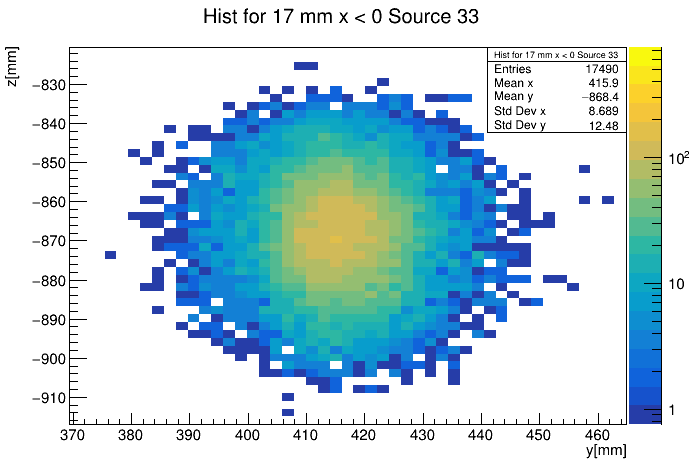 Hist for 17 mm x < 0 Source 33
z[mm]
Hist for 17 mm x < 0 Source 33
Entries 17490
Mean x 415.9
Mean y −868.4
Std Dev x 8.689
Std Dev y 12.48
−830
−840
−850
−860
−870
−880
−890
−900
−910
10²
10
1
370 380 390 400 410 420 430 440 450 460
y[mm]